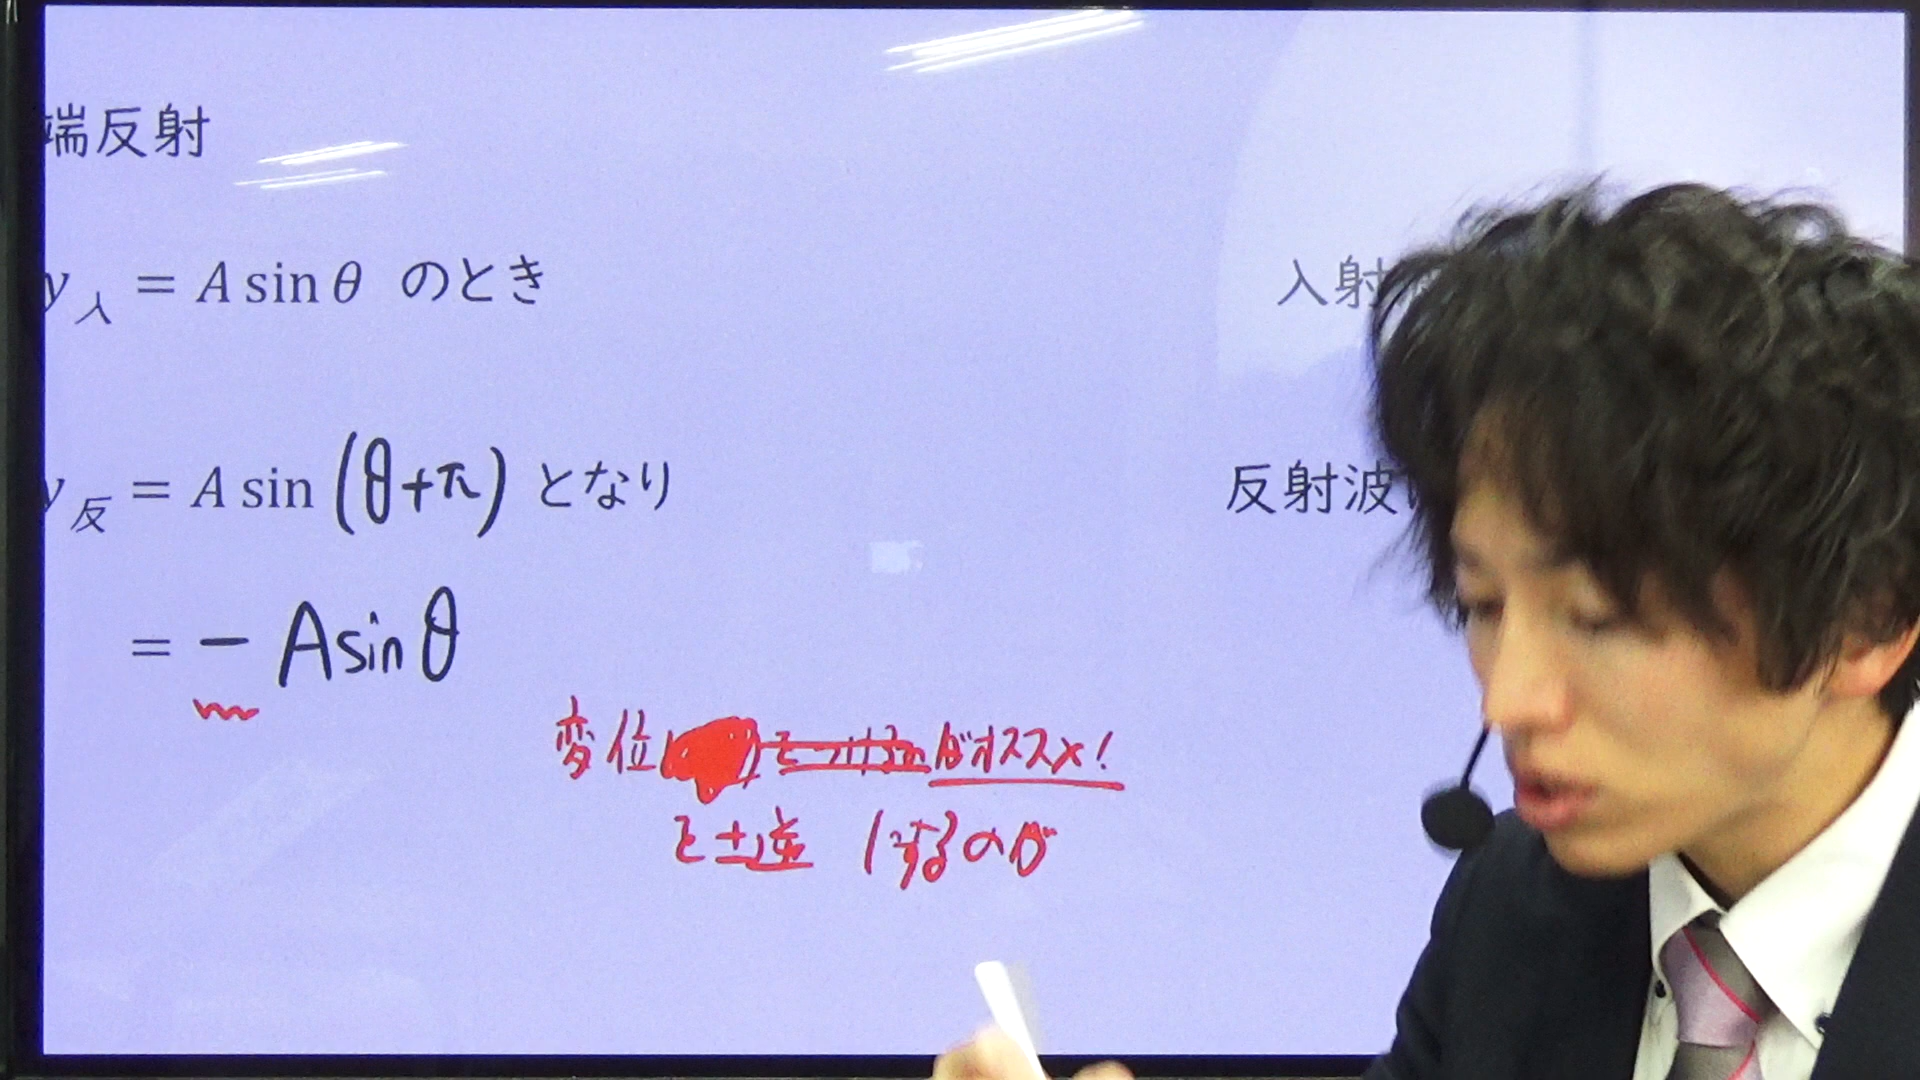 端反射
y入 = A sin θ のとき
入射
y反 = A sin (θ+π) となり
反射波
= − A sin θ
変位 がオススメ!
を±逆 にするのが